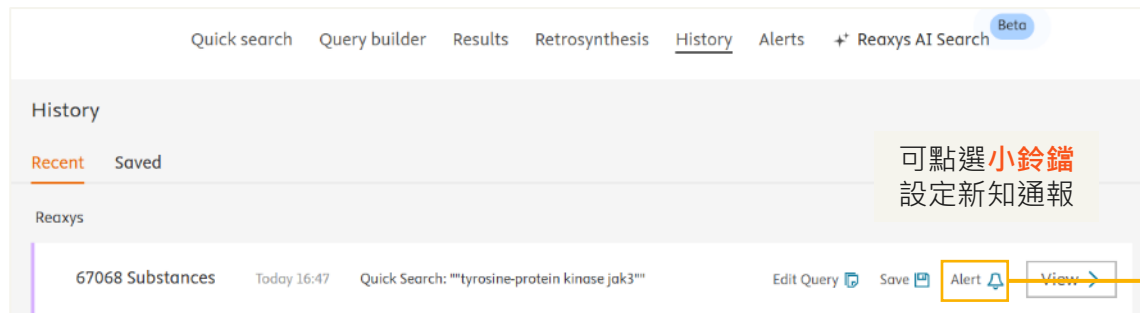 Quick search Query builder Results Retrosynthesis History Alerts Reaxys AI Search Beta
History
Recent Saved
可點選小鈴鐺
設定新知通報
Reaxys
67068 Substances Today 16:47 Quick Search: ""tyrosine-protein kinase jak3"" Edit Query Save Alert View